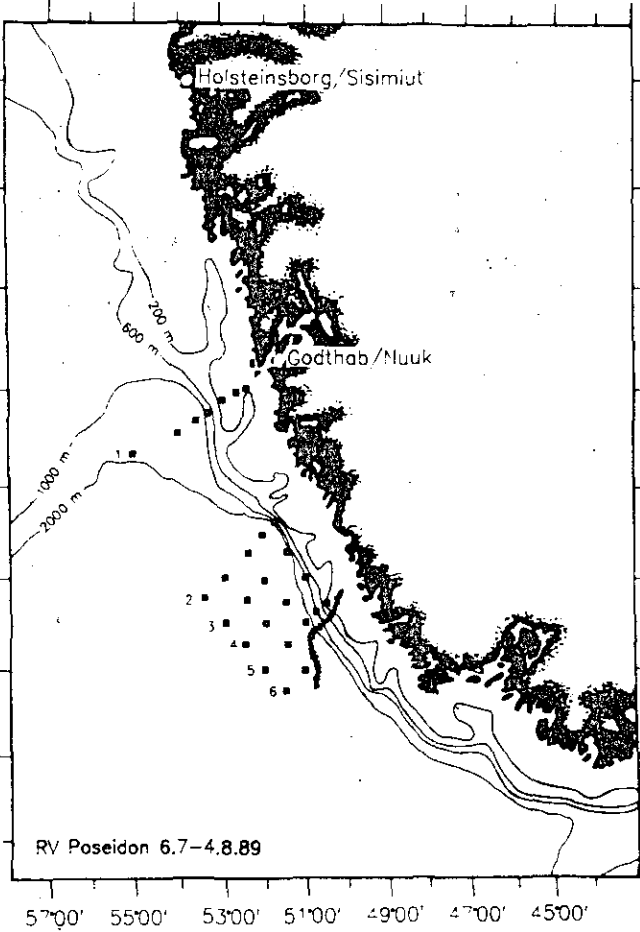 Holsteinsborg/Sisimiut
200 m
600 m
Godthab/Nuuk
1
1000 m
2000 m
2
3
4
5
6
RV Poseidon 6.7-4.8.89
57°00' 55°00' 53°00' 51°00' 49°00' 47°00' 45°00'